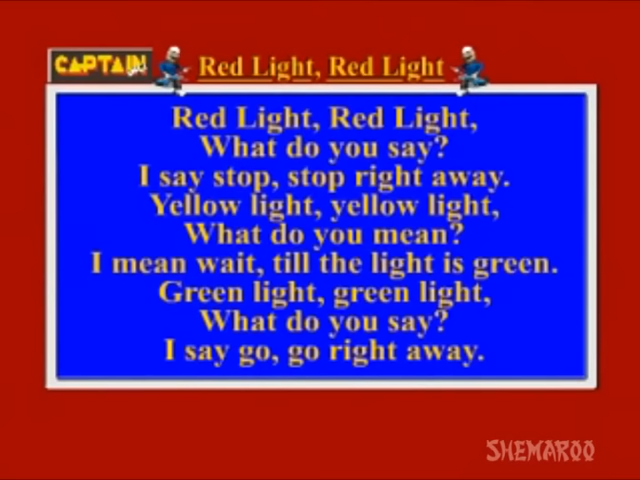 CAPTAIN
Red Light, Red Light
Red Light, Red Light,
What do you say?
I say stop, stop right away.
Yellow light, yellow light,
What do you mean?
I mean wait, till the light is green.
Green light, green light,
What do you say?
I say go, go right away.
SHEMAROO